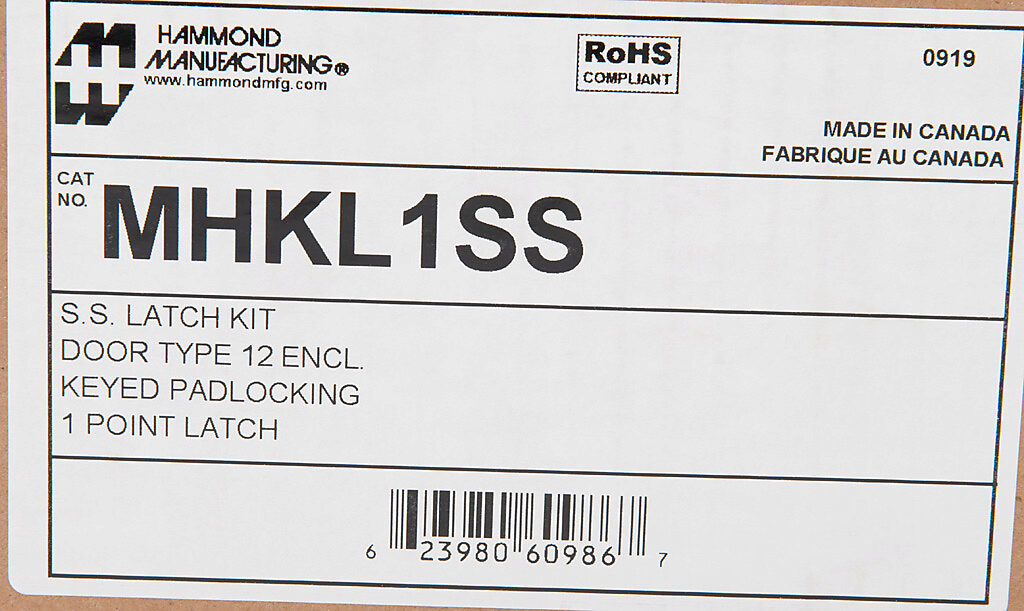 HAMMOND
MANUFACTURING®
www.hammondmfg.com
RoHS
COMPLIANT
0919
MADE IN CANADA
FABRIQUE AU CANADA
CAT
NO.
MHKL1SS
S.S. LATCH KIT
DOOR TYPE 12 ENCL.
KEYED PADLOCKING
1 POINT LATCH
6 23980 60986 7